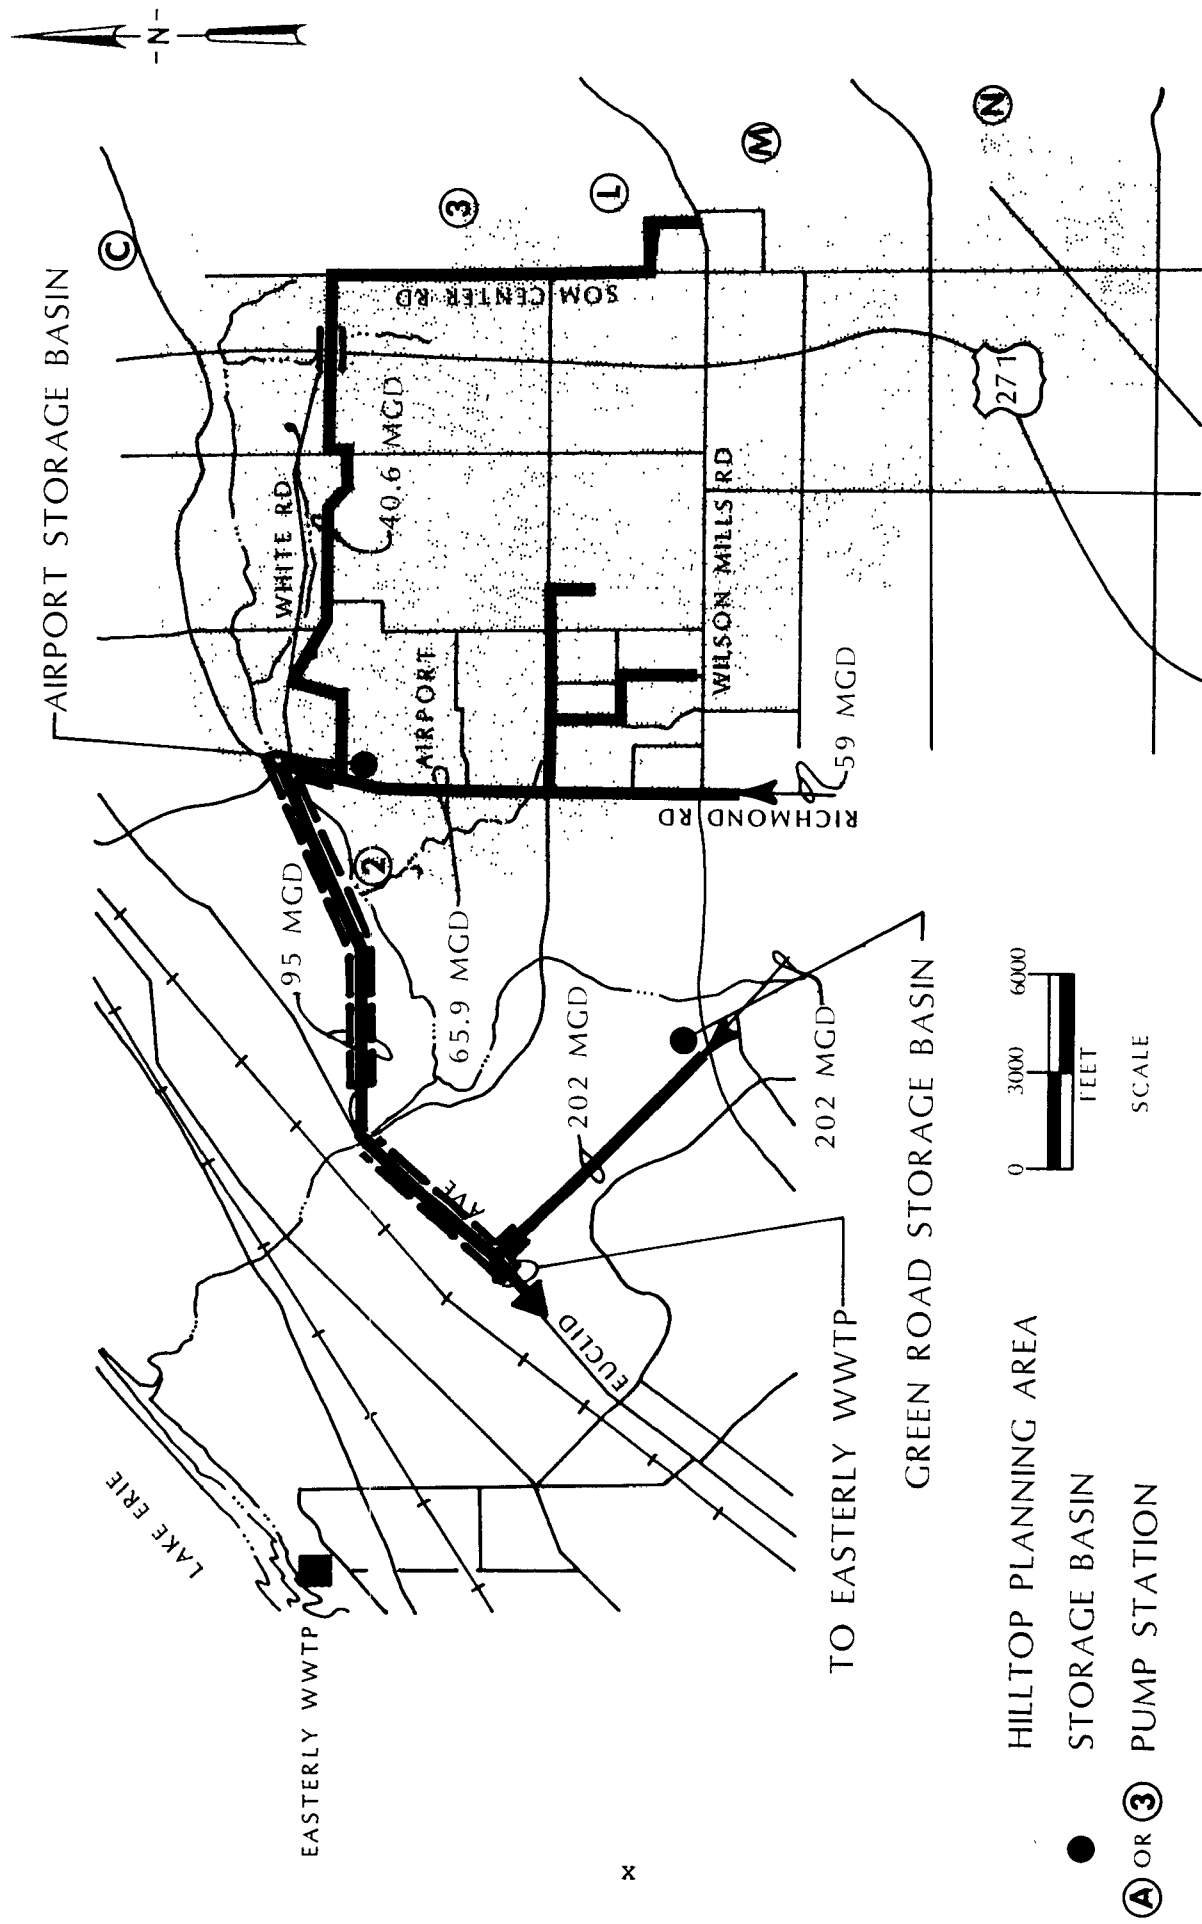 -N-
AIRPORT STORAGE BASIN
C
3
L
M
N
SOM CENTER RD
WHITE RD
40.6 MGD
271
AIRPORT
WILSON MILLS RD
59 MGD
RICHMOND RD
95 MGD
2
65.9 MGD
202 MGD
202 MGD
GREEN ROAD STORAGE BASIN
EUCLID AVE
TO EASTERLY WWTP
LAKE ERIE
EASTERLY WWTP
0 3000 6000
FEET
SCALE
HILLTOP PLANNING AREA
STORAGE BASIN
A OR 3 PUMP STATION
x